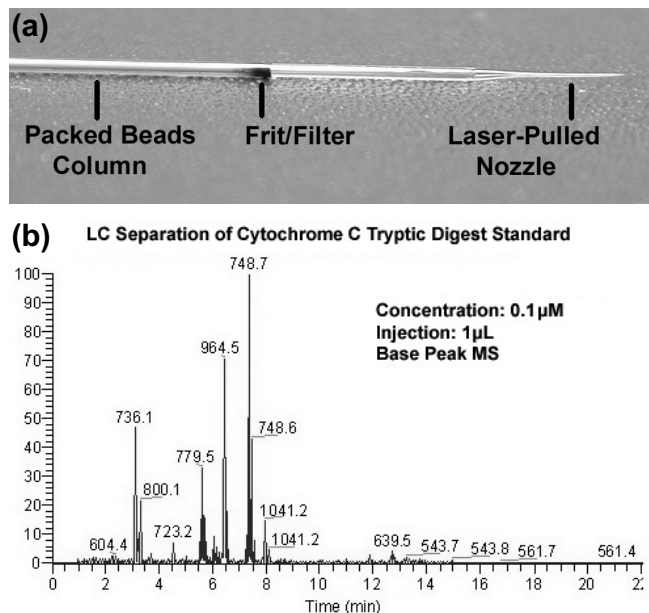 (a)
Packed Beads
Column
Frit/Filter
Laser-Pulled
Nozzle
(b)
LC Separation of Cytochrome C Tryptic Digest Standard
Concentration: 0.1µM
Injection: 1µL
Base Peak MS
100
90
80
70
60
50
40
30
20
10
0
748.7
964.5
736.1
748.6
779.5
800.1
723.2
604.4
1041.2
1041.2
639.5
543.7
543.8
561.7
561.4
0 2 4 6 8 10 12 14 16 18 20
Time (min)